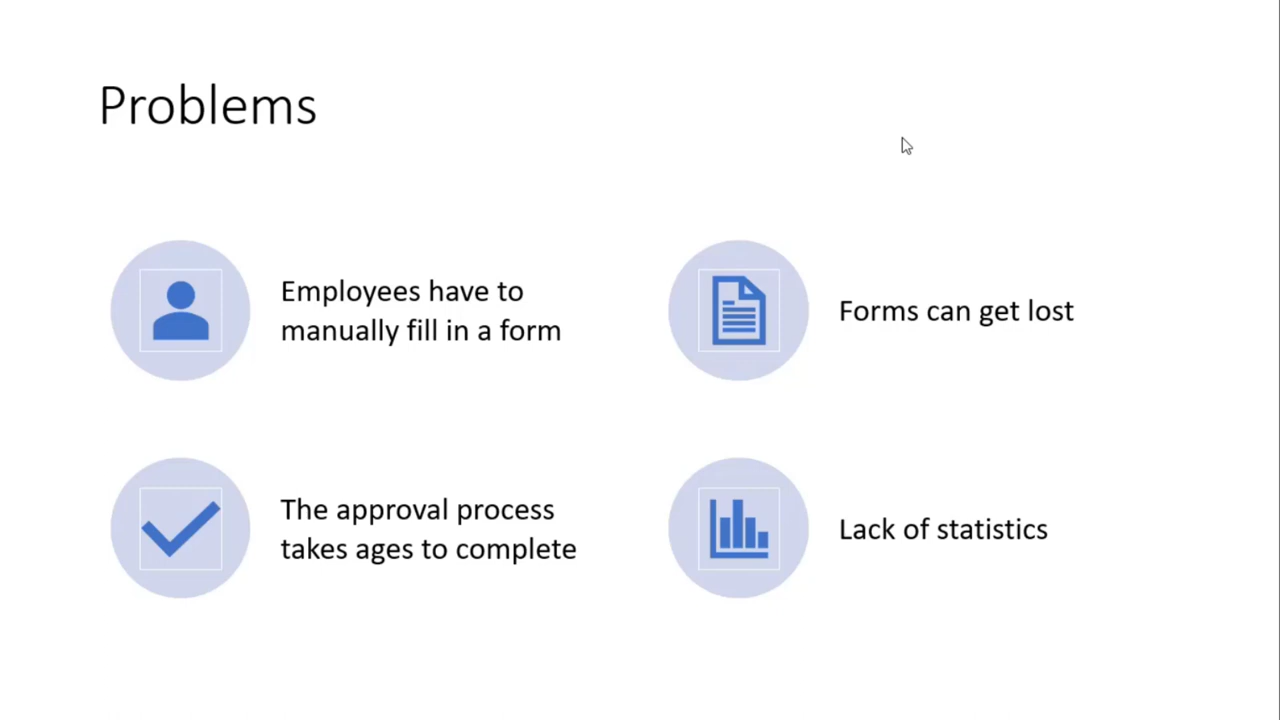 Problems
Employees have to
manually fill in a form
Forms can get lost
The approval process
takes ages to complete
Lack of statistics